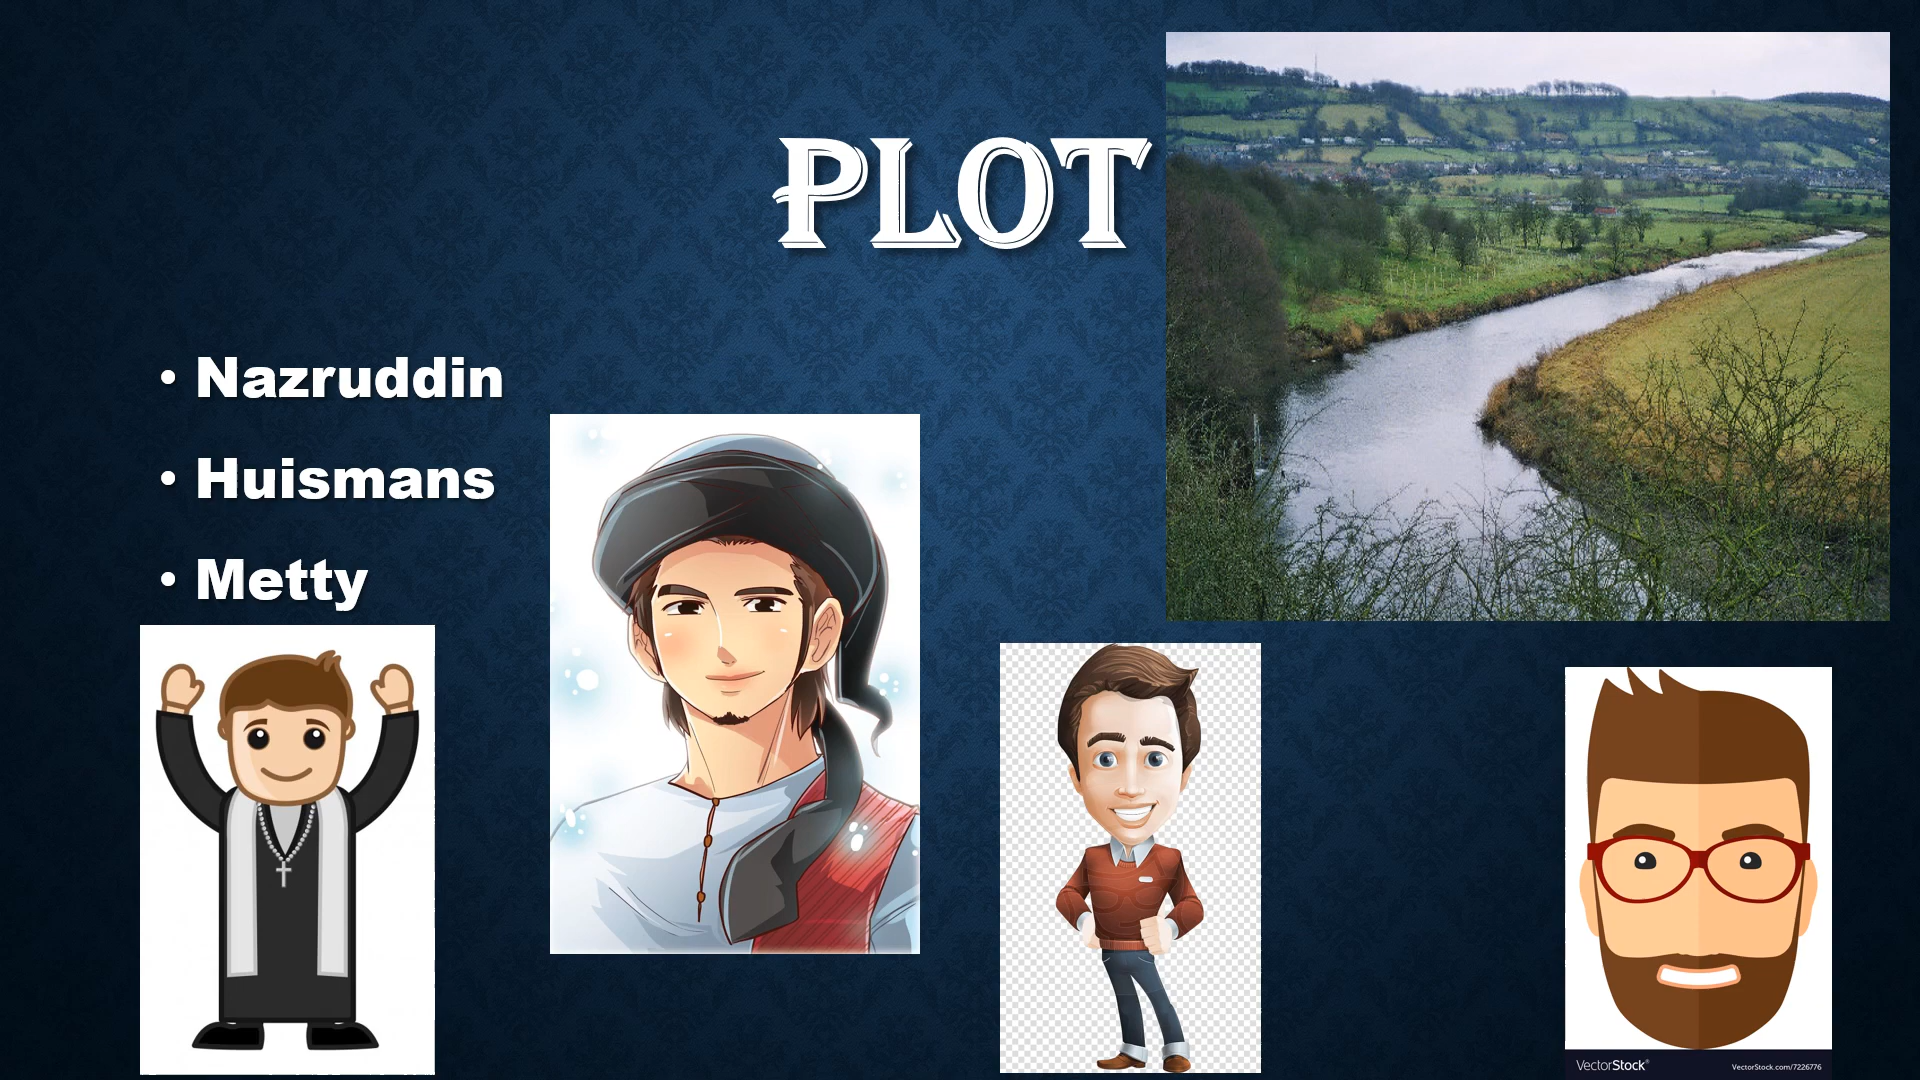 PLOT
• Nazruddin
• Huismans
• Metty
VectorStock®
VectorStock.com/7226776